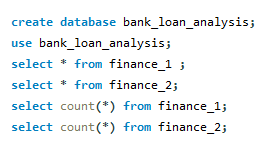 create database bank_loan_analysis;
use bank_loan_analysis;
select * from finance_1 ;
select * from finance_2;
select count(*) from finance_1;
select count(*) from finance_2;